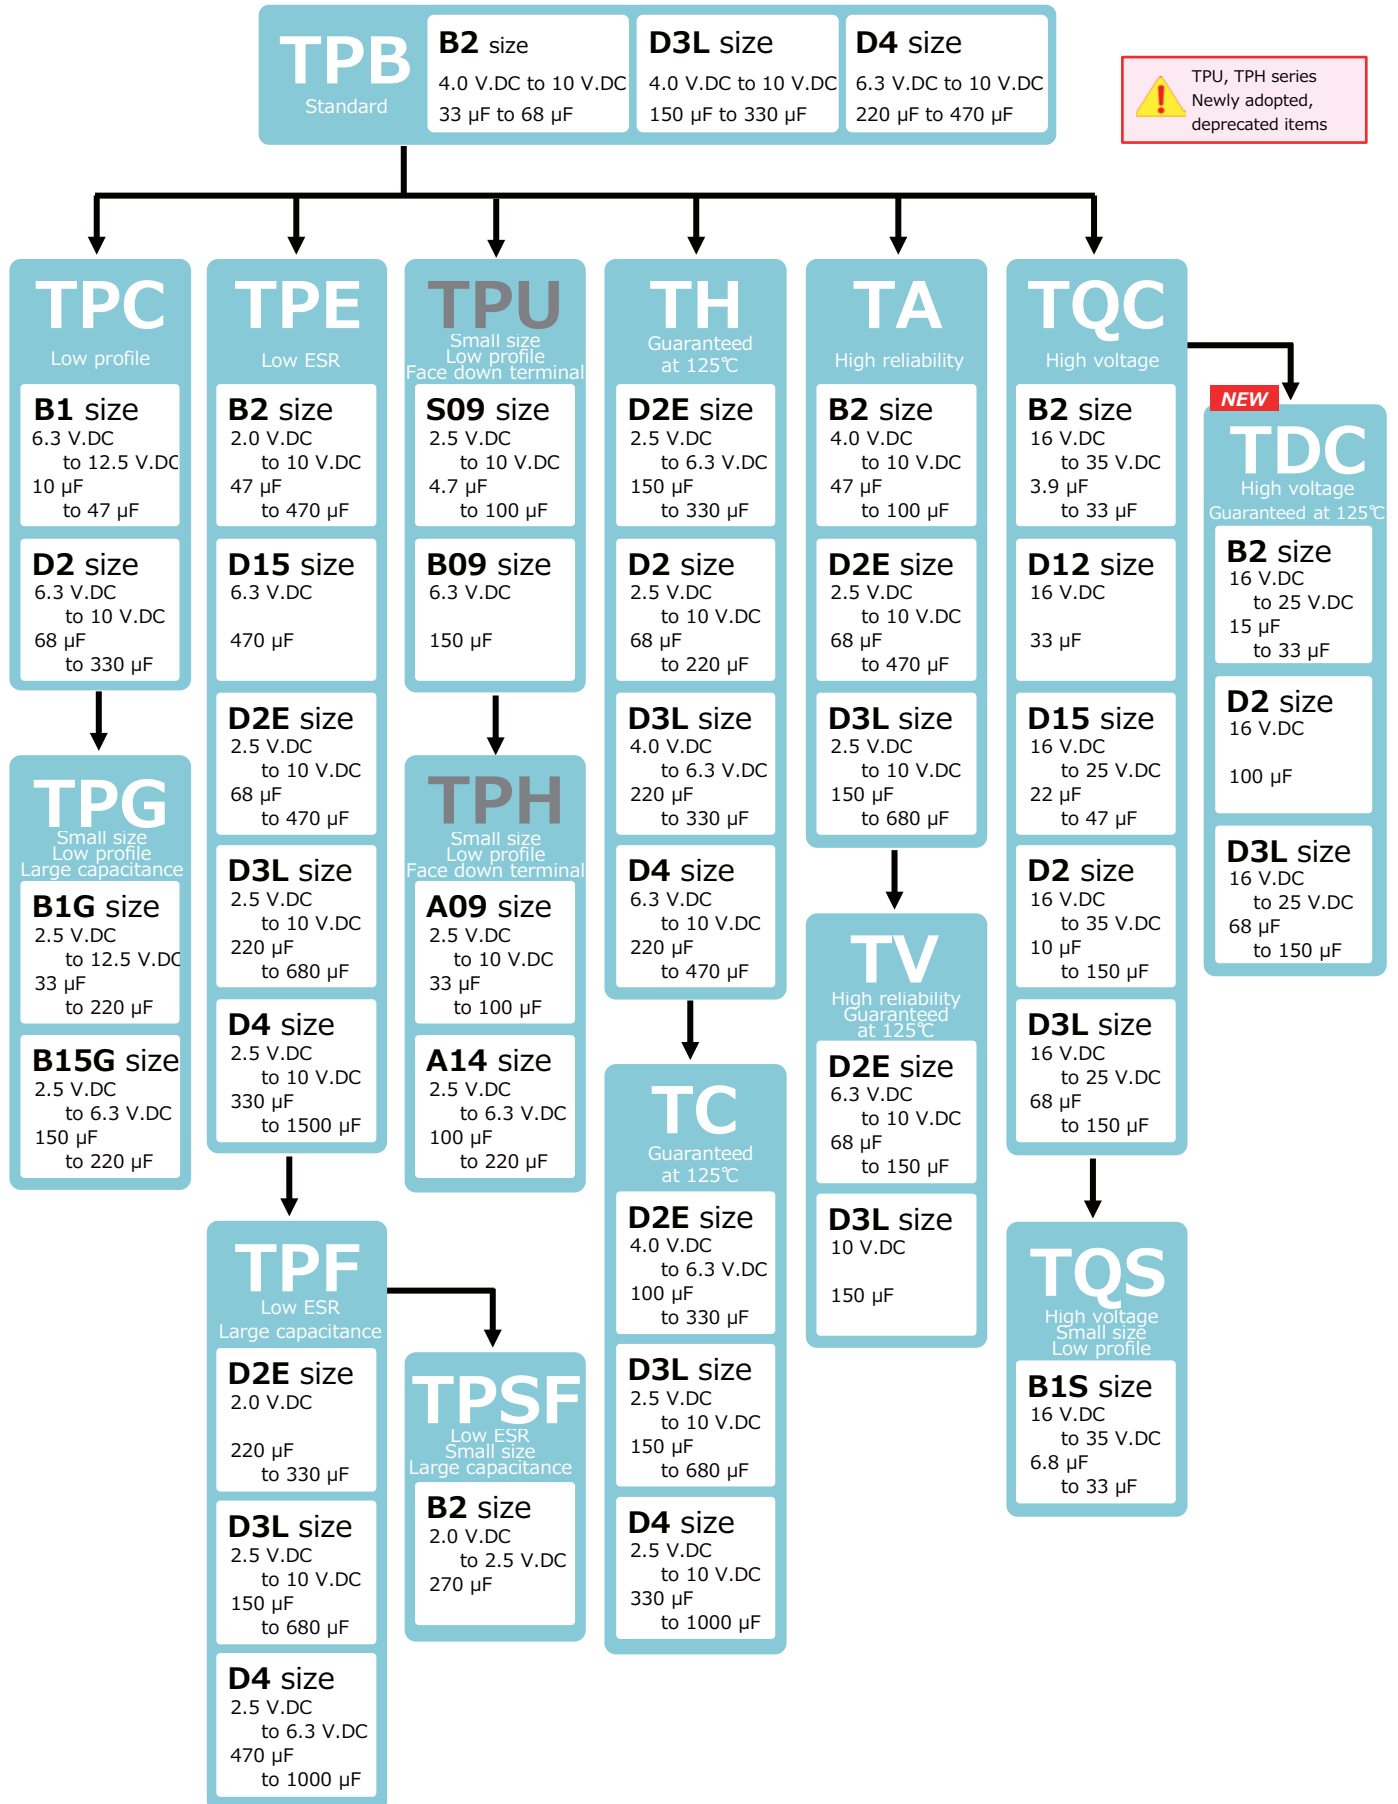 TPB
Standard
B2 size
4.0 V.DC to 10 V.DC
33 μF to 68 μF
D3L size
4.0 V.DC to 10 V.DC
150 μF to 330 μF
D4 size
6.3 V.DC to 10 V.DC
220 μF to 470 μF
TPU, TPH series
Newly adopted,
deprecated items
TPC
Low profile
B1 size
6.3 V.DC
to 12.5 V.DC
10 μF
to 47 μF
D2 size
6.3 V.DC
to 10 V.DC
68 μF
to 330 μF
TPG
Small size
Low profile
Large capacitance
B1G size
2.5 V.DC
to 12.5 V.DC
33 μF
to 220 μF
B15G size
2.5 V.DC
to 6.3 V.DC
150 μF
to 220 μF
TPE
Low ESR
B2 size
2.0 V.DC
to 10 V.DC
47 μF
to 470 μF
D15 size
6.3 V.DC
470 μF
D2E size
2.5 V.DC
to 10 V.DC
68 μF
to 470 μF
D3L size
2.5 V.DC
to 10 V.DC
220 μF
to 680 μF
D4 size
2.5 V.DC
to 10 V.DC
330 μF
to 1500 μF
TPF
Low ESR
Large capacitance
D2E size
2.0 V.DC
220 μF
to 330 μF
D3L size
2.5 V.DC
to 10 V.DC
150 μF
to 680 μF
D4 size
2.5 V.DC
to 6.3 V.DC
470 μF
to 1000 μF
TPU
Small size
Low profile
Face down terminal
S09 size
2.5 V.DC
to 10 V.DC
4.7 μF
to 100 μF
B09 size
6.3 V.DC
150 μF
TPH
Small size
Low profile
Face down terminal
A09 size
2.5 V.DC
to 10 V.DC
33 μF
to 100 μF
A14 size
2.5 V.DC
to 6.3 V.DC
100 μF
to 220 μF
TPSF
Low ESR
Small size
Large capacitance
B2 size
2.0 V.DC
to 2.5 V.DC
270 μF
TH
Guaranteed
at 125℃
D2E size
2.5 V.DC
to 6.3 V.DC
150 μF
to 330 μF
D2 size
2.5 V.DC
to 10 V.DC
68 μF
to 220 μF
D3L size
4.0 V.DC
to 6.3 V.DC
220 μF
to 330 μF
D4 size
6.3 V.DC
to 10 V.DC
220 μF
to 470 μF
TC
Guaranteed
at 125℃
D2E size
4.0 V.DC
to 6.3 V.DC
100 μF
to 330 μF
D3L size
2.5 V.DC
to 10 V.DC
150 μF
to 680 μF
D4 size
2.5 V.DC
to 10 V.DC
330 μF
to 1000 μF
TA
High reliability
B2 size
4.0 V.DC
to 10 V.DC
47 μF
to 100 μF
D2E size
2.5 V.DC
to 10 V.DC
68 μF
to 470 μF
D3L size
2.5 V.DC
to 10 V.DC
150 μF
to 680 μF
TV
High reliability
Guaranteed
at 125℃
D2E size
6.3 V.DC
to 10 V.DC
68 μF
to 150 μF
D3L size
10 V.DC
150 μF
TQC
High voltage
B2 size
16 V.DC
to 35 V.DC
3.9 μF
to 33 μF
D12 size
16 V.DC
33 μF
D15 size
16 V.DC
to 25 V.DC
22 μF
to 47 μF
D2 size
16 V.DC
to 35 V.DC
10 μF
to 150 μF
D3L size
16 V.DC
to 25 V.DC
68 μF
to 150 μF
TQS
High voltage
Small size
Low profile
B1S size
16 V.DC
to 35 V.DC
6.8 μF
to 33 μF
NEW
TDC
High voltage
Guaranteed at 125℃
B2 size
16 V.DC
to 25 V.DC
15 μF
to 33 μF
D2 size
16 V.DC
100 μF
D3L size
16 V.DC
to 25 V.DC
68 μF
to 150 μF